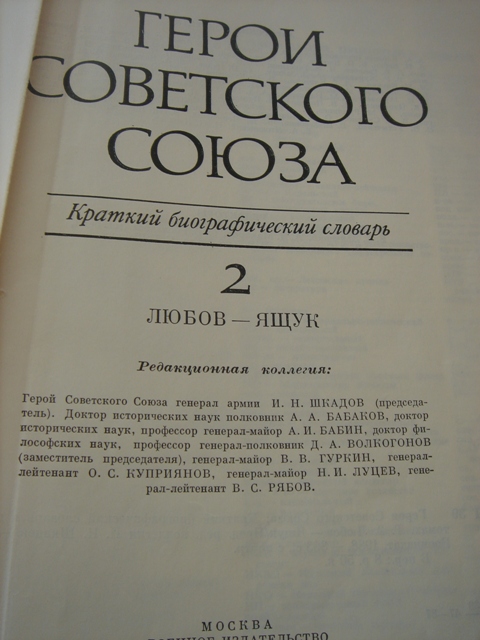 ГЕРОИ
СОВЕТСКОГО
СОЮЗА
Краткий биографический словарь
2
ЛЮБОВ — ЯЩУК
Редакционная коллегия:
Герой Советского Союза генерал армии И. Н. ШКАДОВ (председа-
тель). Доктор исторических наук полковник А. А. БАБАКОВ, доктор
исторических наук, профессор генерал-майор А. И. БАБИН, доктор фи-
лософских наук, профессор генерал-полковник Д. А. ВОЛКОГОНОВ
(заместитель председателя), генерал-майор В. В. ГУРКИН, генерал-
лейтенант О. С. КУПРИЯНОВ, генерал-майор Н. И. ЛУЦЕВ, гене-
рал-лейтенант В. С. РЯБОВ.
МОСКВА
ВОЕННОЕ ИЗДАТЕЛЬСТВО